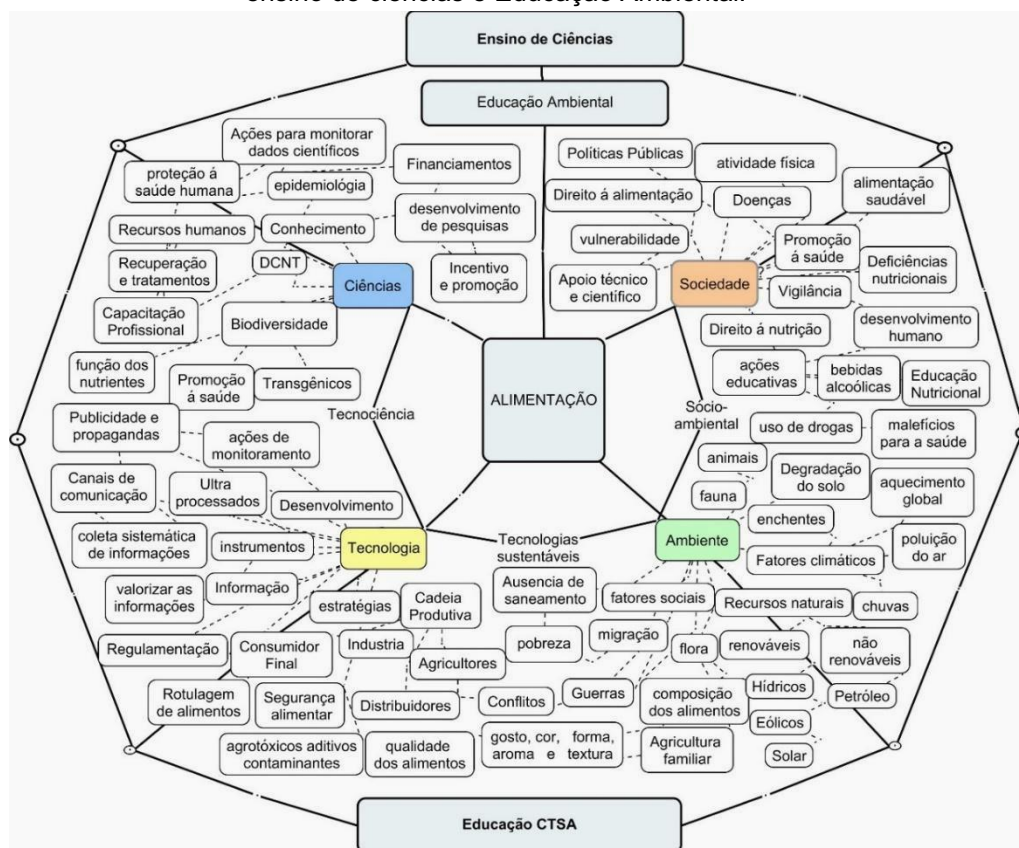 ensino de ciências e Educação Ambiental.
Ensino de Ciências
Educação Ambiental
Ações para monitorar
dados científicos
Financiamentos
proteção á
saúde humana
epidemiológia
Recursos humanos
Conhecimento
desenvolvimento
de pesquisas
Recuperação
e tratamentos
DCNT
Ciências
Incentivo
e promoção
Capacitação
Profissional
Biodiversidade
função dos
nutrientes
Promoção
á saúde
Transgênicos
Políticas Públicas
atividade física
Direito á alimentação
Doenças
alimentação
saudável
vulnerabilidade
Promoção
á saúde
Apoio técnico
e científico
Sociedade
Vigilância
Deficiências
nutricionais
Direito á nutrição
desenvolvimento
humano
ações
educativas
bebidas
alcoólicas
Educação
Nutricional
uso de drogas
malefícios
para a saúde
ALIMENTAÇÃO
Tecnociência
Sócio-
ambiental
Tecnologias
sustentáveis
Publicidade e
propagandas
ações de
monitoramento
Canais de
comunicação
Ultra
processados
Desenvolvimento
coleta sistemática
de informações
instrumentos
Tecnologia
valorizar as
informações
Informação
estratégias
Cadeia
Produtiva
Regulamentação
Consumidor
Final
Industria
Agricultores
Rotulagem
de alimentos
Segurança
alimentar
Distribuidores
Conflitos
agrotóxicos aditivos
contaminantes
qualidade
dos alimentos
animais
Degradação
do solo
aquecimento
global
fauna
enchentes
Ambiente
Fatores climáticos
poluição
do ar
Ausencia de
saneamento
fatores sociais
Recursos naturais
chuvas
pobreza
migração
flora
renováveis
não
renováveis
Guerras
composição
dos alimentos
Hídricos
Petróleo
gosto, cor, forma,
aroma e textura
Agricultura
familiar
Eólicos
Solar
Educação CTSA